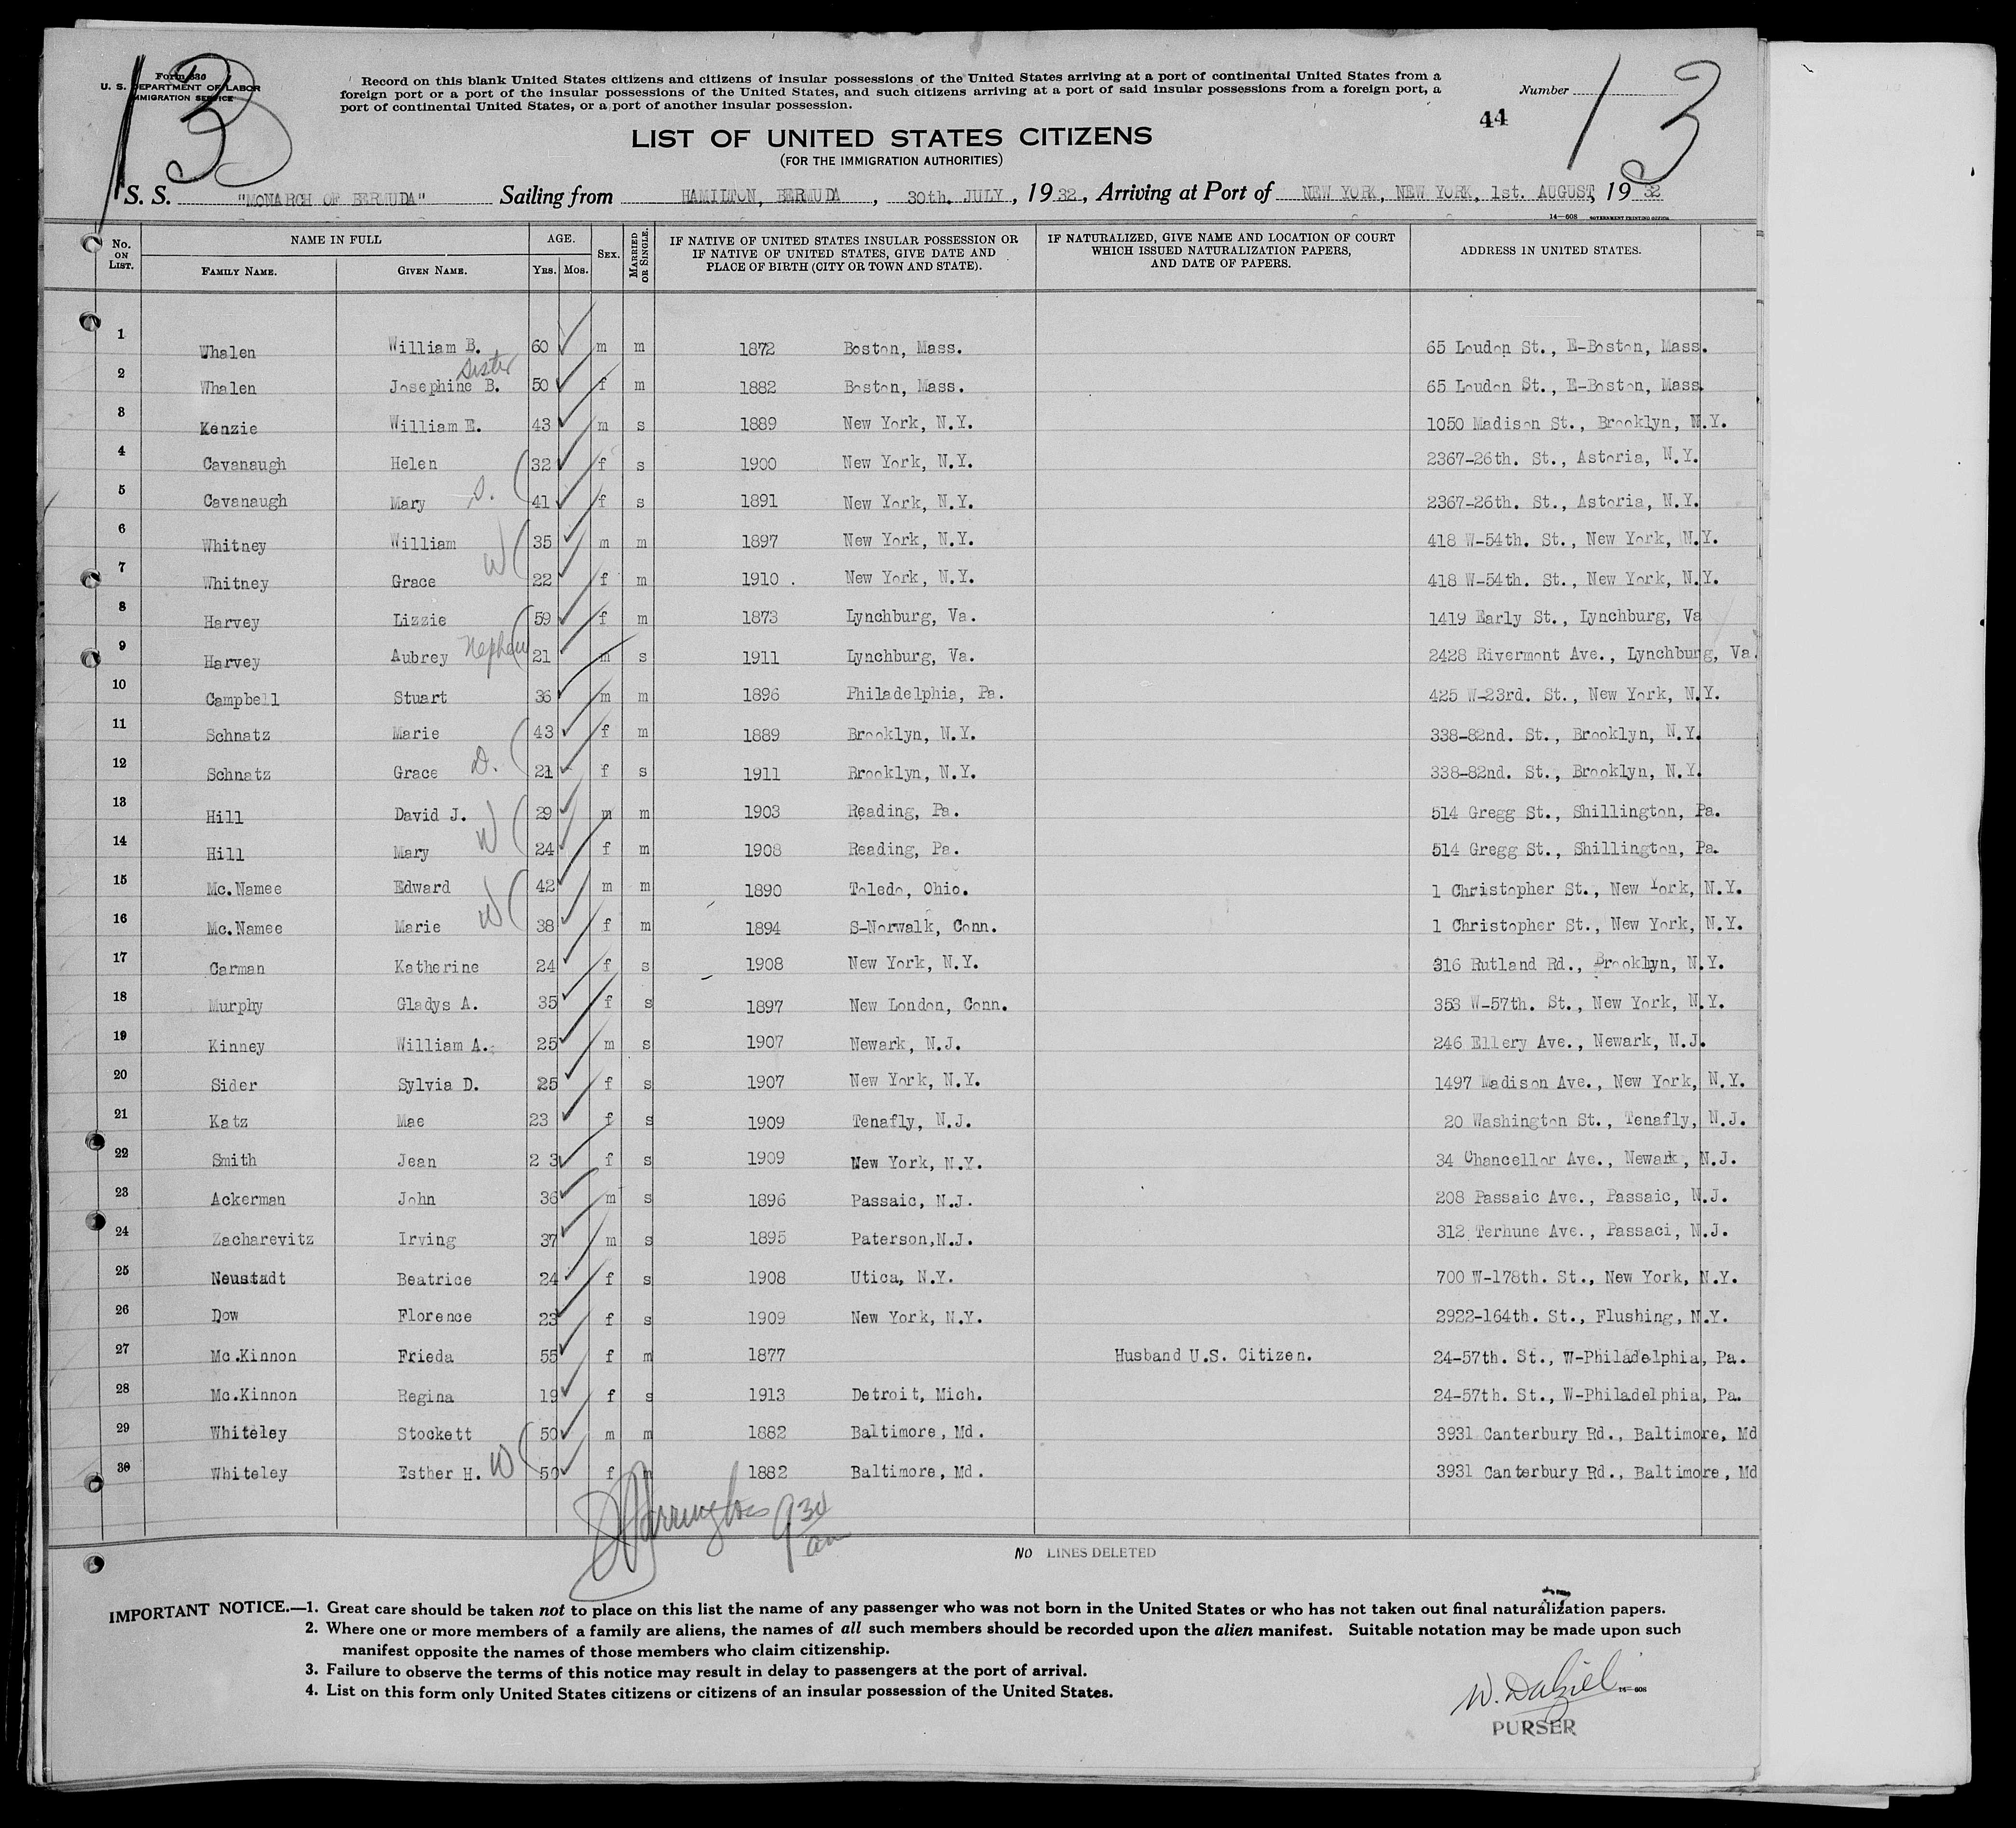 13
13
Form 630
U. S. DEPARTMENT OF LABOR
IMMIGRATION SERVICE
Record on this blank United States citizens and citizens of insular possessions of the United States arriving at a port of continental United States from a
foreign port or a port of the insular possessions of the United States, and such citizens arriving at a port of said insular possessions from a foreign port, a
port of continental United States, or a port of another insular possession.
Number
44
LIST OF UNITED STATES CITIZENS
(FOR THE IMMIGRATION AUTHORITIES)
S. S. "MONARCH OF BERMUDA" Sailing from HAMILTON, BERMUDA, 30th. JULY, 1932, Arriving at Port of NEW YORK, NEW YORK, 1st. AUGUST, 1932
14—608 GOVERNMENT PRINTING OFFICE
No. ON LIST. NAME IN FULL FAMILY NAME. GIVEN NAME. AGE. YRS. MOS. SEX. MARRIED OR SINGLE. IF NATIVE OF UNITED STATES INSULAR POSSESSION OR IF NATIVE OF UNITED STATES, GIVE DATE AND PLACE OF BIRTH (CITY OR TOWN AND STATE). IF NATURALIZED, GIVE NAME AND LOCATION OF COURT WHICH ISSUED NATURALIZATION PAPERS, AND DATE OF PAPERS. ADDRESS IN UNITED STATES.
1 Whalen William B. 60 m m 1872 Boston, Mass. 65 Loudon St., E-Boston, Mass.
Sister
2 Whalen Josephine B. 50 f m 1882 Boston, Mass. 65 Loudon St., E-Boston, Mass.
3 Kenzie William E. 43 m s 1889 New York, N.Y. 1050 Madison St., Brooklyn, N.Y.
4 Cavanaugh Helen 32 f s 1900 New York, N.Y. 2367-26th. St., Astoria, N.Y.
5 Cavanaugh Mary S. 41 f s 1891 New York, N.Y. 2367-26th. St., Astoria, N.Y.
6 Whitney William 35 m m 1897 New York, N.Y. 418 W-54th. St., New York, N.Y.
7 Whitney Grace W 22 f m 1910 . New York, N.Y. 418 W-54th. St., New York, N.Y.
8 Harvey Lizzie 59 f m 1873 Lynchburg, Va. 1419 Early St., Lynchburg, Va
9 Harvey Aubrey Nephew 21 m s 1911 Lynchburg, Va. 2428 Rivermont Ave., Lynchburg, Va.
10 Campbell Stuart 36 m m 1896 Philadelphia, Pa. 425 W-23rd. St., New York, N.Y.
11 Schnatz Marie 43 f m 1889 Brooklyn, N.Y. 338-82nd. St., Brooklyn, N.Y.
12 Schnatz Grace D. 21 f s 1911 Brooklyn, N.Y. 338-82nd. St., Brooklyn, N.Y.
13 Hill David J. 29 m m 1903 Reading, Pa. 514 Gregg St., Shillington, Pa.
14 Hill Mary W 24 f m 1908 Reading, Pa. 514 Gregg St., Shillington, Pa.
15 Mc.Namee Edward 42 m m 1890 Toledo, Ohio. 1 Christopher St., New York, N.Y.
16 Mc.Namee Marie W 38 f m 1894 S-Norwalk, Conn. 1 Christopher St., New York, N.Y.
17 Carman Katherine 24 f s 1908 New York, N.Y. 316 Rutland Rd., Brooklyn, N.Y.
18 Murphy Gladys A. 35 f s 1897 New London, Conn. 353 W-57th. St., New York, N.Y.
19 Kinney William A. 25 m s 1907 Newark, N.J. 246 Ellery Ave., Newark, N.J.
20 Sider Sylvia D. 25 f s 1907 New York, N.Y. 1497 Madison Ave., New York, N.Y.
21 Katz Mae 23 f s 1909 Tenafly, N.J. 20 Washington St., Tenafly, N.J.
22 Smith Jean 2 3 f s 1909 New York, N.Y. 34 Chancellor Ave., Newark, N.J.
23 Ackerman John 36 m s 1896 Passaic, N.J. 208 Passaic Ave., Passaic, N.J.
24 Zacharevitz Irving 37 m s 1895 Paterson,N.J. 312 Terhune Ave., Passaci, N.J.
25 Neustadt Beatrice 24 f s 1908 Utica, N.Y. 700 W-178th. St., New York, N.Y.
26 Dow Florence 23 f s 1909 New York, N.Y. 2922-164th. St., Flushing, N.Y.
27 Mc.Kinnon Frieda 55 f m 1877 Husband U.S. Citizen. 24-57th. St., W-Philadelphia, Pa.
28 Mc.Kinnon Regina 19 f s 1913 Detroit, Mich. 24-57th. St., W-Philadelphia, Pa.
29 Whiteley Stockett 50 m m 1882 Baltimore, Md. 3931 Canterbury Rd., Baltimore, Md
30 Whiteley Esther H. W 50 f m 1882 Baltimore, Md. 3931 Canterbury Rd., Baltimore, Md
9 30 am
NO LINES DELETED
IMPORTANT NOTICE.—1. Great care should be taken not to place on this list the name of any passenger who was not born in the United States or who has not taken out final naturalization papers.
2. Where one or more members of a family are aliens, the names of all such members should be recorded upon the alien manifest. Suitable notation may be made upon such
manifest opposite the names of those members who claim citizenship.
3. Failure to observe the terms of this notice may result in delay to passengers at the port of arrival.
4. List on this form only United States citizens or citizens of an insular possession of the United States.
W. Dalziel
14—608
PURSER